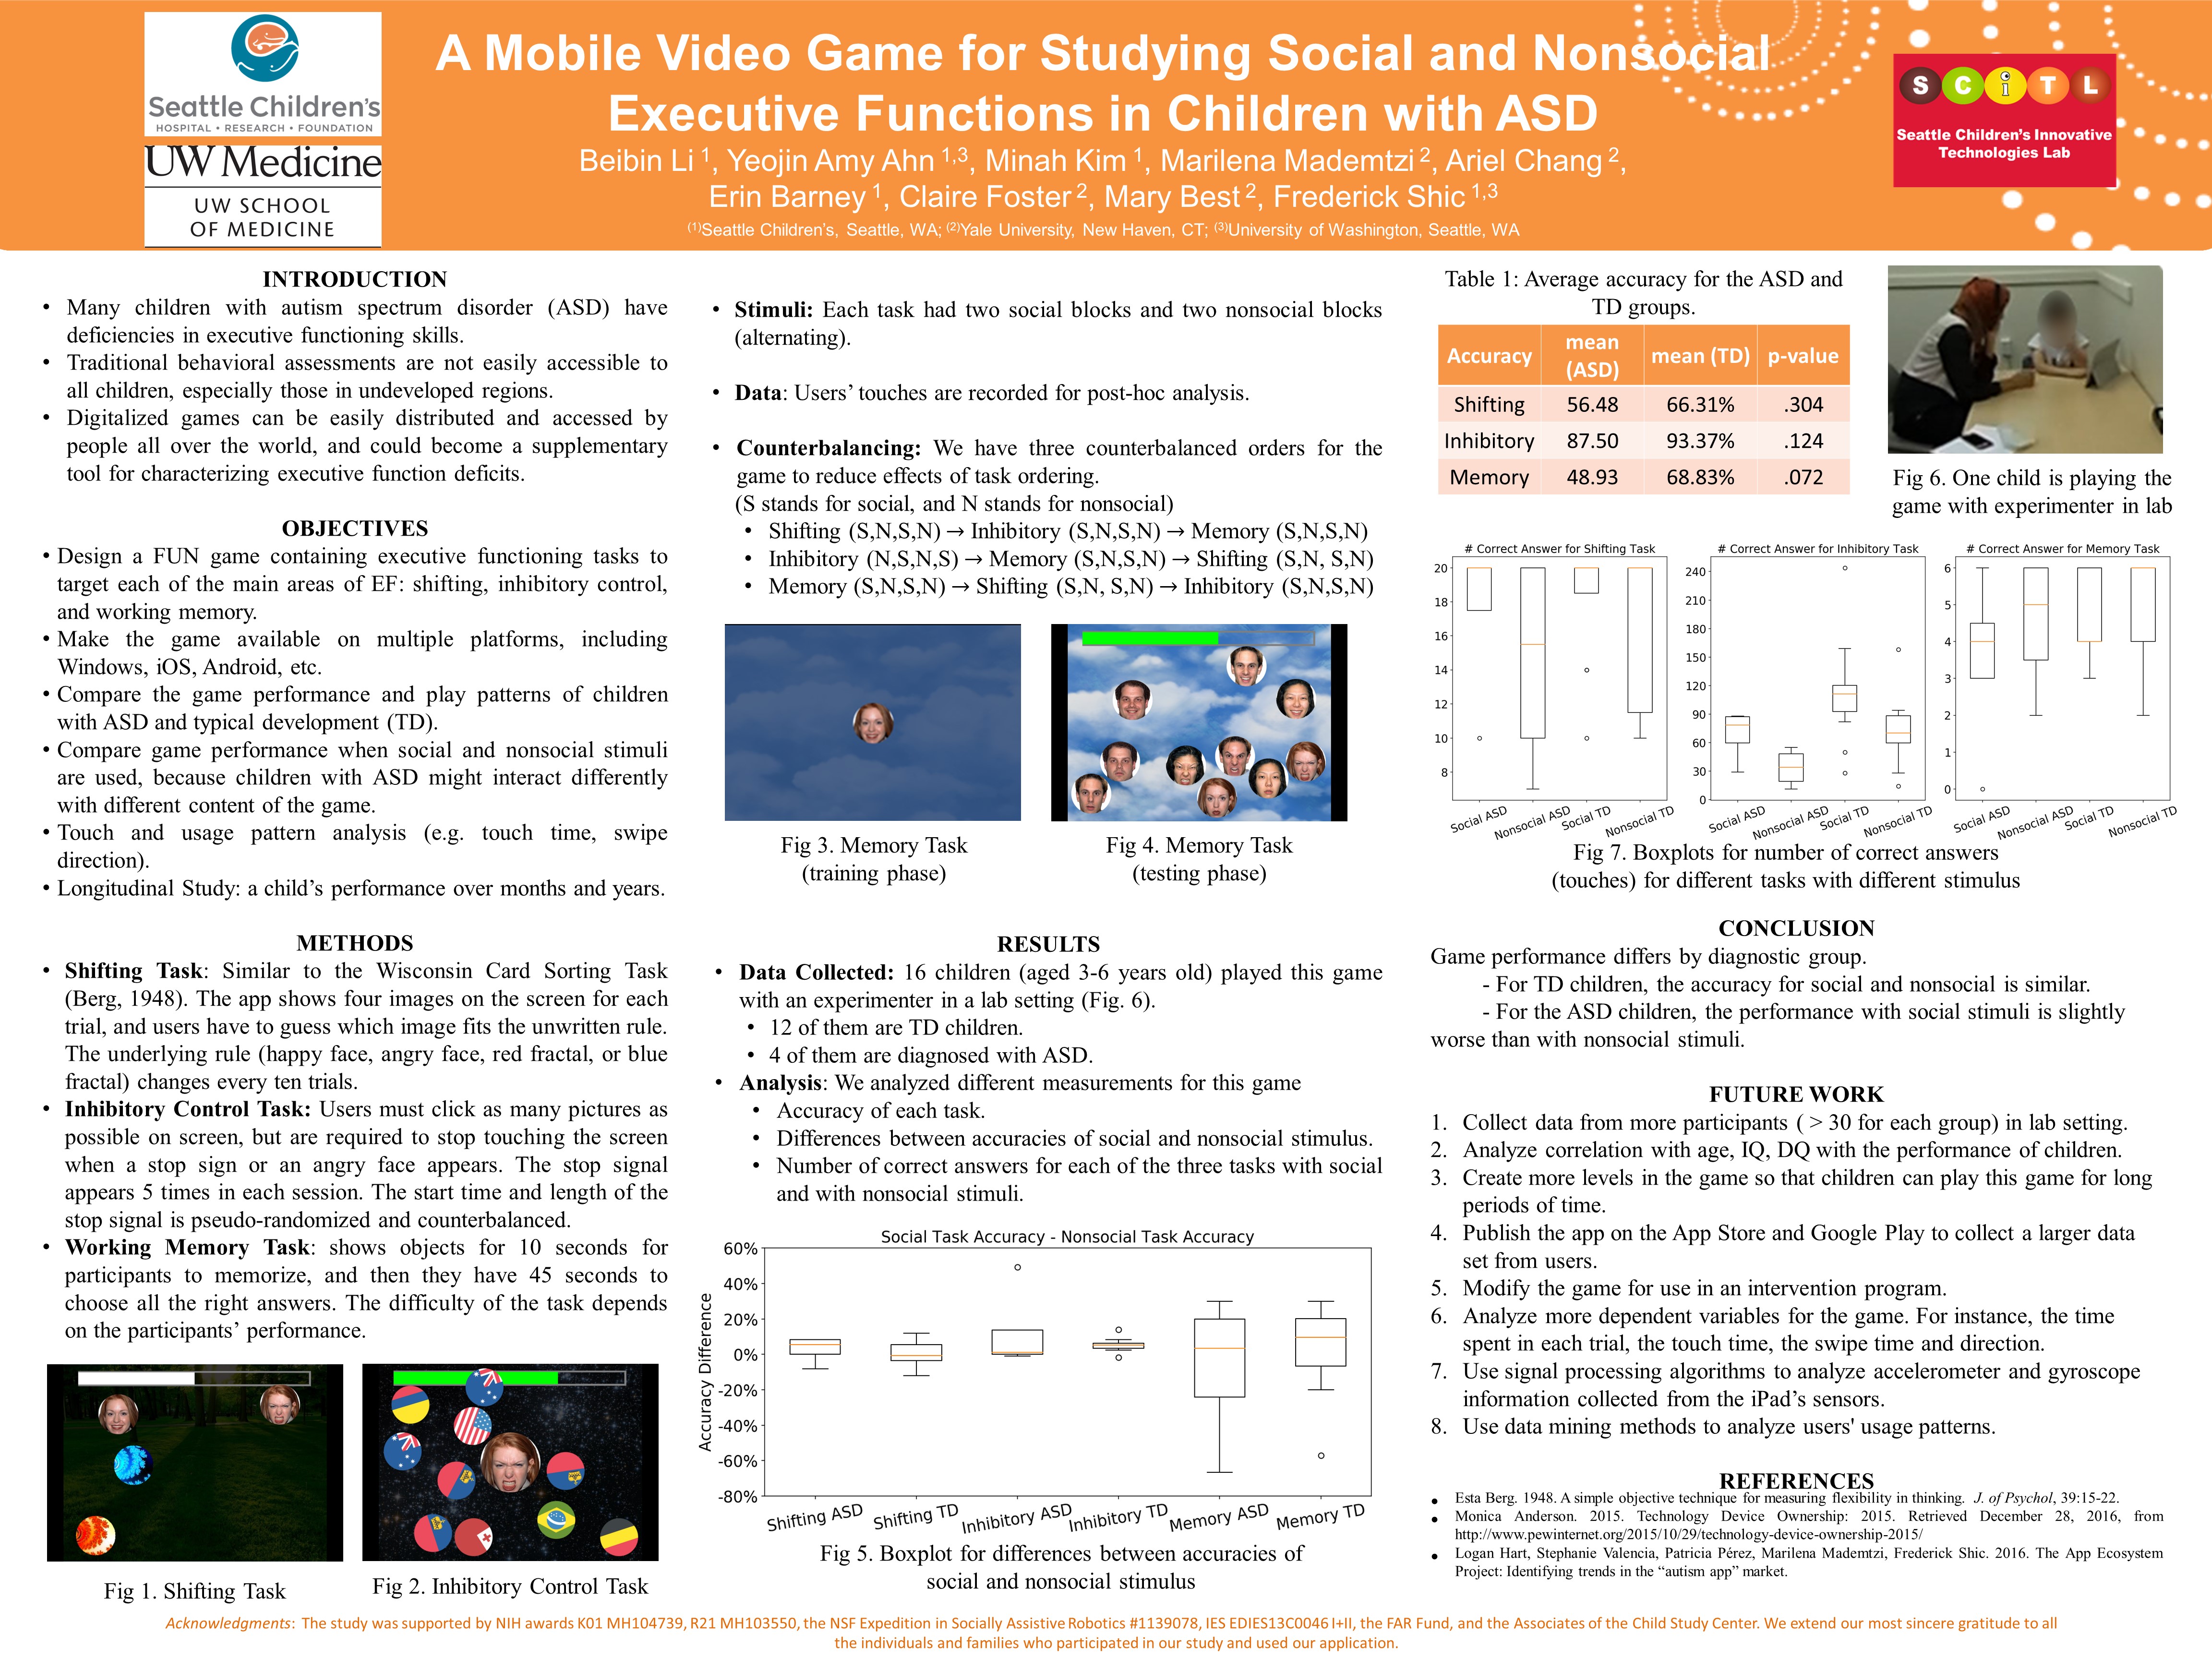 Seattle Children's
HOSPITAL • RESEARCH • FOUNDATION
UW Medicine
UW SCHOOL
OF MEDICINE
A Mobile Video Game for Studying Social and Nonsocial
Executive Functions in Children with ASD
Beibin Li 1, Yeojin Amy Ahn 1,3, Minah Kim 1, Marilena Mademtzi 2, Ariel Chang 2,
Erin Barney 1, Claire Foster 2, Mary Best 2, Frederick Shic 1,3
(1)Seattle Children's, Seattle, WA; (2)Yale University, New Haven, CT; (3)University of Washington, Seattle, WA
S C i T L
Seattle Children's Innovative
Technologies Lab
INTRODUCTION
• Many children with autism spectrum disorder (ASD) have
deficiencies in executive functioning skills.
• Traditional behavioral assessments are not easily accessible to
all children, especially those in undeveloped regions.
• Digitalized games can be easily distributed and accessed by
people all over the world, and could become a supplementary
tool for characterizing executive function deficits.
OBJECTIVES
• Design a FUN game containing executive functioning tasks to
target each of the main areas of EF: shifting, inhibitory control,
and working memory.
• Make the game available on multiple platforms, including
Windows, iOS, Android, etc.
• Compare the game performance and play patterns of children
with ASD and typical development (TD).
• Compare game performance when social and nonsocial stimuli
are used, because children with ASD might interact differently
with different content of the game.
• Touch and usage pattern analysis (e.g. touch time, swipe
direction).
• Longitudinal Study: a child's performance over months and years.
METHODS
• Shifting Task: Similar to the Wisconsin Card Sorting Task
(Berg, 1948). The app shows four images on the screen for each
trial, and users have to guess which image fits the unwritten rule.
The underlying rule (happy face, angry face, red fractal, or blue
fractal) changes every ten trials.
• Inhibitory Control Task: Users must click as many pictures as
possible on screen, but are required to stop touching the screen
when a stop sign or an angry face appears. The stop signal
appears 5 times in each session. The start time and length of the
stop signal is pseudo-randomized and counterbalanced.
• Working Memory Task: shows objects for 10 seconds for
participants to memorize, and then they have 45 seconds to
choose all the right answers. The difficulty of the task depends
on the participants' performance.
Fig 1. Shifting Task
Fig 2. Inhibitory Control Task
• Stimuli: Each task had two social blocks and two nonsocial blocks
(alternating).
• Data: Users' touches are recorded for post-hoc analysis.
• Counterbalancing: We have three counterbalanced orders for the
game to reduce effects of task ordering.
(S stands for social, and N stands for nonsocial)
• Shifting (S,N,S,N) → Inhibitory (S,N,S,N) → Memory (S,N,S,N)
• Inhibitory (N,S,N,S) → Memory (S,N,S,N) → Shifting (S,N, S,N)
• Memory (S,N,S,N) → Shifting (S,N, S,N) → Inhibitory (S,N,S,N)
Fig 3. Memory Task
(training phase)
Fig 4. Memory Task
(testing phase)
RESULTS
• Data Collected: 16 children (aged 3-6 years old) played this game
with an experimenter in a lab setting (Fig. 6).
• 12 of them are TD children.
• 4 of them are diagnosed with ASD.
• Analysis: We analyzed different measurements for this game
• Accuracy of each task.
• Differences between accuracies of social and nonsocial stimulus.
• Number of correct answers for each of the three tasks with social
and with nonsocial stimuli.
Social Task Accuracy - Nonsocial Task Accuracy
Accuracy Difference
60%
40%
20%
0%
-20%
-40%
-60%
-80%
Shifting ASD Shifting TD Inhibitory ASD Inhibitory TD Memory ASD Memory TD
Fig 5. Boxplot for differences between accuracies of
social and nonsocial stimulus
Table 1: Average accuracy for the ASD and
TD groups.
Accuracy mean (ASD) mean (TD) p-value
Shifting 56.48 66.31% .304
Inhibitory 87.50 93.37% .124
Memory 48.93 68.83% .072
Fig 6. One child is playing the
game with experimenter in lab
# Correct Answer for Shifting Task
20
18
16
14
12
10
8
Social ASD Nonsocial ASD Social TD Nonsocial TD
# Correct Answer for Inhibitory Task
240
210
180
150
120
90
60
30
0
Social ASD Nonsocial ASD Social TD Nonsocial TD
# Correct Answer for Memory Task
6
5
4
3
2
1
0
Social ASD Nonsocial ASD Social TD Nonsocial TD
Fig 7. Boxplots for number of correct answers
(touches) for different tasks with different stimulus
CONCLUSION
Game performance differs by diagnostic group.
- For TD children, the accuracy for social and nonsocial is similar.
- For the ASD children, the performance with social stimuli is slightly
worse than with nonsocial stimuli.
FUTURE WORK
1. Collect data from more participants ( > 30 for each group) in lab setting.
2. Analyze correlation with age, IQ, DQ with the performance of children.
3. Create more levels in the game so that children can play this game for long
periods of time.
4. Publish the app on the App Store and Google Play to collect a larger data
set from users.
5. Modify the game for use in an intervention program.
6. Analyze more dependent variables for the game. For instance, the time
spent in each trial, the touch time, the swipe time and direction.
7. Use signal processing algorithms to analyze accelerometer and gyroscope
information collected from the iPad's sensors.
8. Use data mining methods to analyze users' usage patterns.
REFERENCES
• Esta Berg. 1948. A simple objective technique for measuring flexibility in thinking. J. of Psychol, 39:15-22.
• Monica Anderson. 2015. Technology Device Ownership: 2015. Retrieved December 28, 2016, from
http://www.pewinternet.org/2015/10/29/technology-device-ownership-2015/
• Logan Hart, Stephanie Valencia, Patricia Pérez, Marilena Mademtzi, Frederick Shic. 2016. The App Ecosystem
Project: Identifying trends in the “autism app” market.
Acknowledgments: The study was supported by NIH awards K01 MH104739, R21 MH103550, the NSF Expedition in Socially Assistive Robotics #1139078, IES EDIES13C0046 I+II, the FAR Fund, and the Associates of the Child Study Center. We extend our most sincere gratitude to all
the individuals and families who participated in our study and used our application.